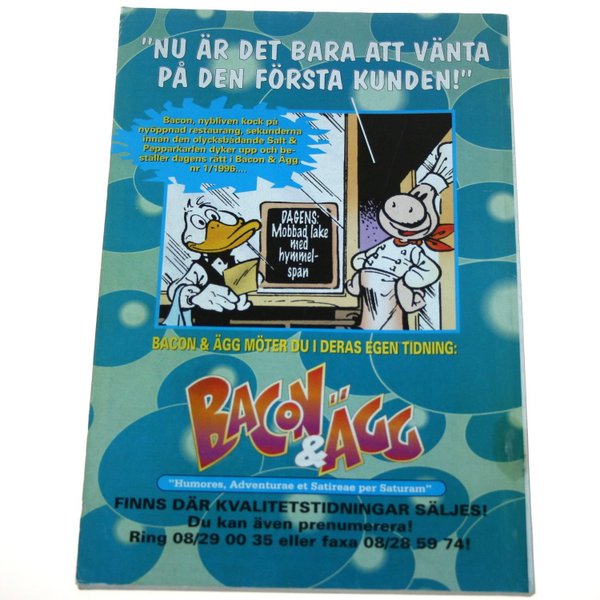 "NU ÄR DET BARA ATT VÄNTA
PÅ DEN FÖRSTA KUNDEN!"
Bacon, nybliven kock på
nyöppnad restaurang, sekunderna
innan den olycksbådande Salt &
Pepparkarlen dyker upp och be-
ställer dagens rätt i Bacon & Ägg
nr 1/1996....
DAGENS:
Mobbad lake
med
hymmel-
spän
BACON & ÄGG MÖTER DU I DERAS EGEN TIDNING:
BACON
& ÄGG
"Humores, Adventurae et Satireae per Saturam"
FINNS DÄR KVALITETSTIDNINGAR SÄLJES!
Du kan även prenumerera!
Ring 08/29 00 35 eller faxa 08/28 59 74!